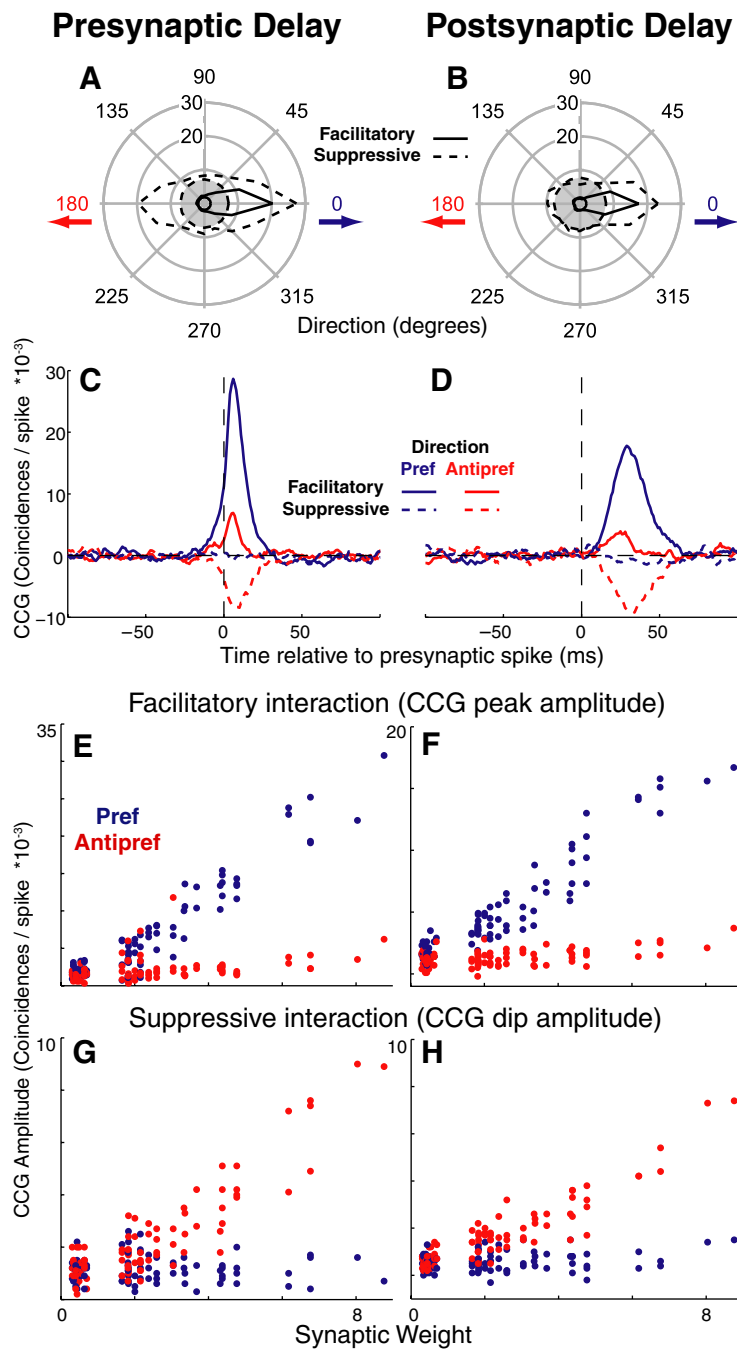 Presynaptic Delay Postsynaptic Delay
A B
90 90
135 45 135 45
30 30
20 20
Facilitatory
Suppressive
180 0 180 0
225 315 225 315
270 270
Direction (degrees)
C D
CCG (Coincidences / spike *10-3)
30
20
10
0
−10
Direction
Pref Antipref
Facilitatory
Suppressive
−50 0 50 −50 0 50
Time relative to presynaptic spike (ms)
Facilitatory interaction (CCG peak amplitude)
35 E 20 F
Pref
Antipref
Suppressive interaction (CCG dip amplitude)
10 G 10 H
CCG Amplitude (Coincidences / spike *10-3)
0 8 0 8
Synaptic Weight